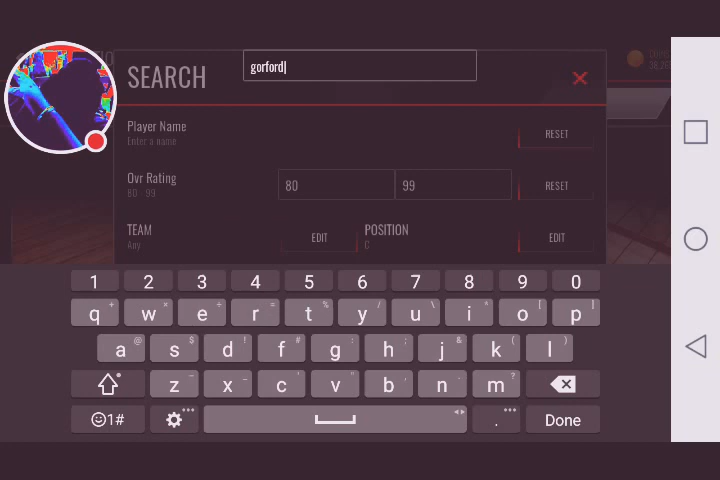 gorford
SEARCH
Player Name
Enter a name
RESET
Ovr Rating
80 99
80
99
RESET
TEAM
Any
EDIT
POSITION
C
EDIT
1 2 3 4 5 6 7 8 9 0
q w e r t y u i o p
a s d f g h j k l
z x c v b n m
1#
.
Done